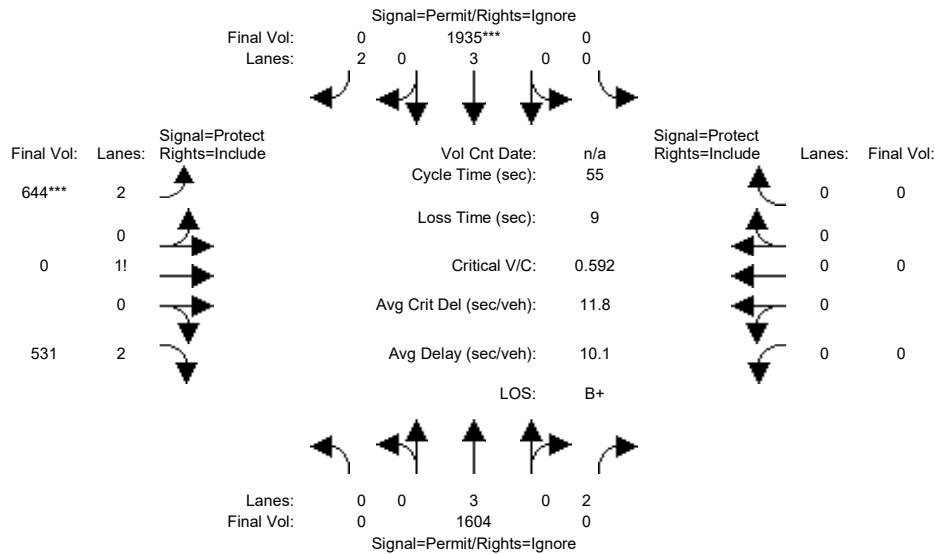 Signal=Permit/Rights=Ignore
Final Vol: 0 1935*** 0
Lanes: 2 0 3 0 0
Signal=Protect
Final Vol: Lanes: Rights=Include
Vol Cnt Date: n/a
Signal=Protect
Rights=Include Lanes: Final Vol:
Cycle Time (sec): 55
644*** 2
0 0
Loss Time (sec): 9
0
0
0 1!
Critical V/C: 0.592
0 0
0
Avg Crit Del (sec/veh): 11.8
0
531 2
Avg Delay (sec/veh): 10.1
0 0
LOS: B+
Lanes: 0 0 3 0 2
Final Vol: 0 1604 0
Signal=Permit/Rights=Ignore